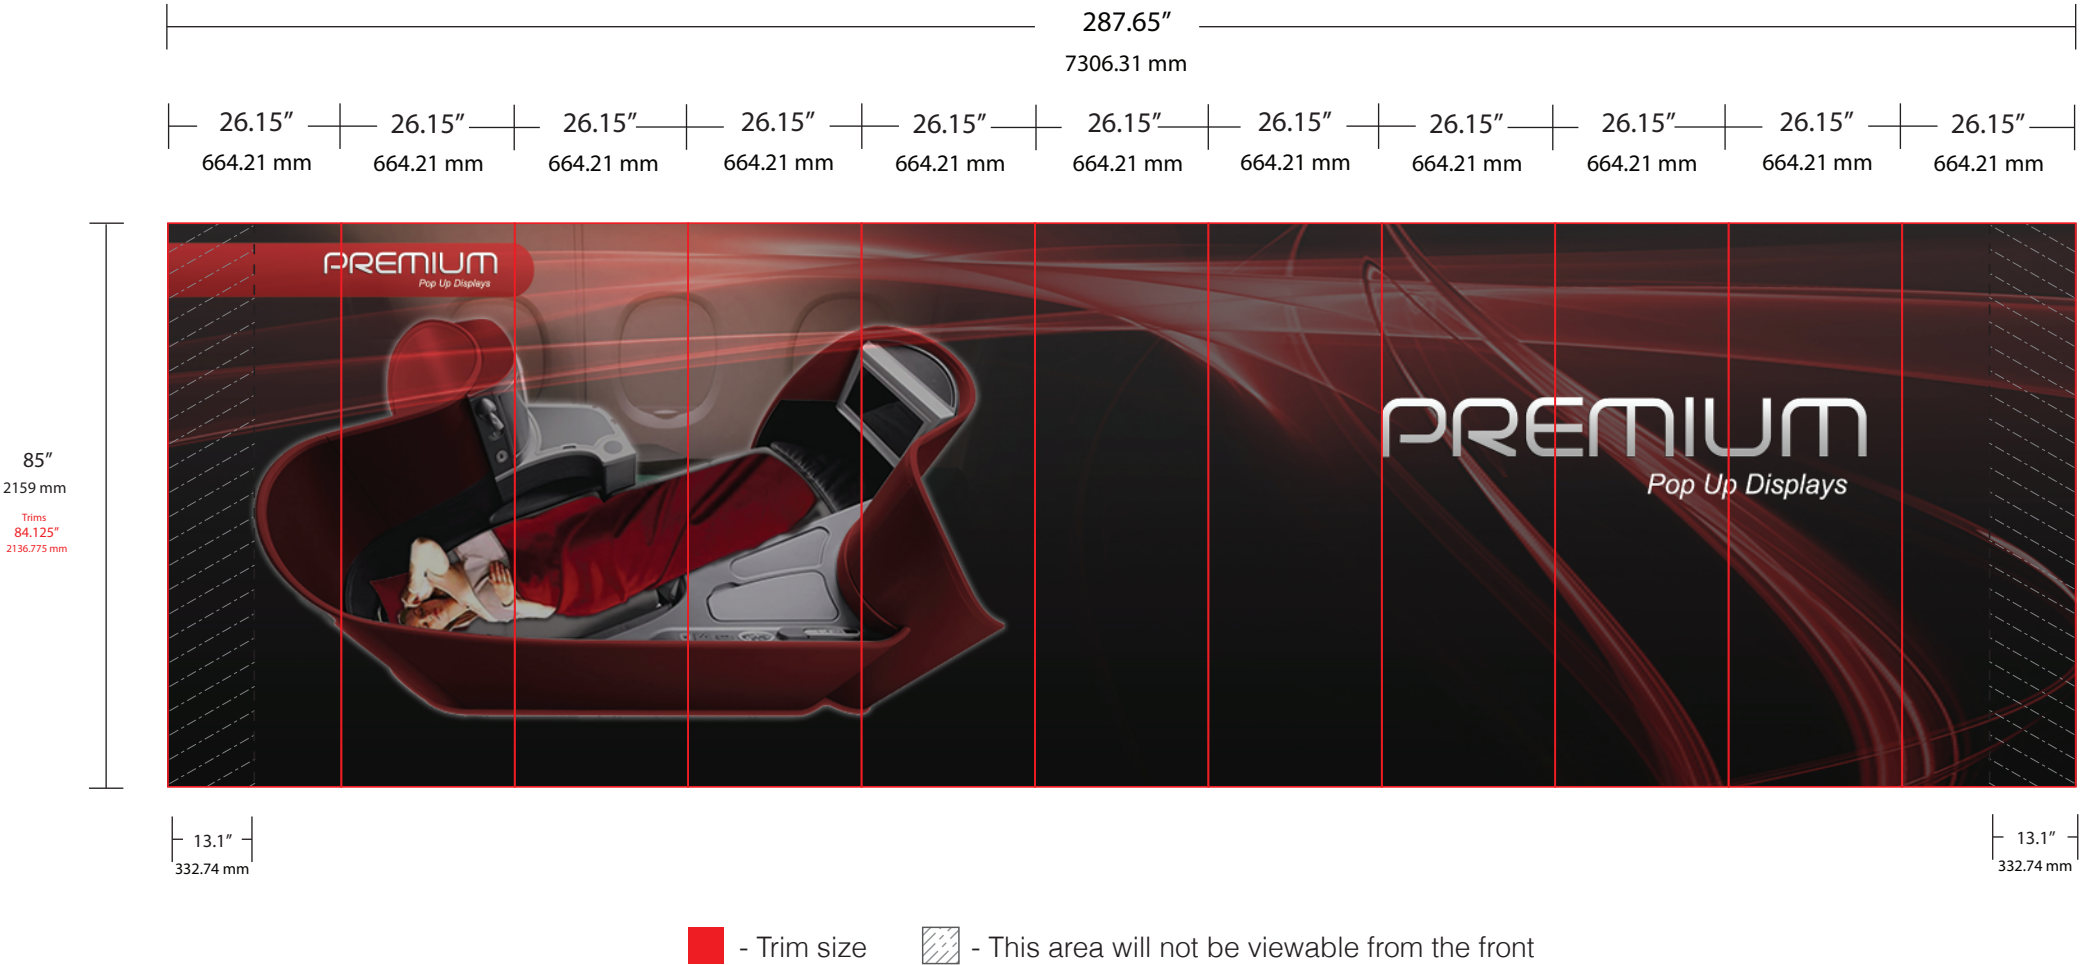 287.65”
7306.31 mm
26.15” 26.15” 26.15” 26.15” 26.15” 26.15” 26.15” 26.15” 26.15” 26.15” 26.15”
664.21 mm 664.21 mm 664.21 mm 664.21 mm 664.21 mm 664.21 mm 664.21 mm 664.21 mm 664.21 mm 664.21 mm 664.21 mm
PREMIUM
Pop Up Displays
PREMIUM
Pop Up Displays
85”
2159 mm
Trims
84.125”
2136.775 mm
13.1”
332.74 mm
13.1”
332.74 mm
- Trim size
- This area will not be viewable from the front